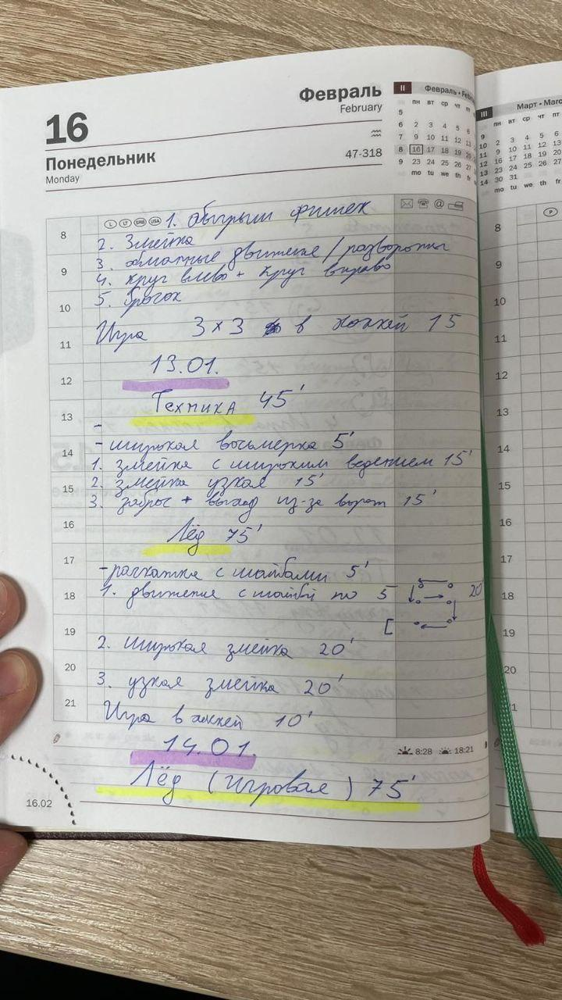 16
Февраль
February
Понедельник
Monday
47-318
II Февраль • Febru
пн вт ср чт п
5
6 2 3 4 5 6
7 9 10 11 12 13
8 16 17 18 19 20
9 23 24 25 26 27
mo tu we th fr
III Март • Marc
пн вт ср чт пт
9
10 2 3 4 5 6
11 9 10 11 12 13
12 16 17 18 19 20
13 23 24 25 26 27
14 30 31
mo tu we th fr
L LT SRB USA
1. Обыгрыш фишек
2. Змейка
3. обманные движения / развороты
4. круг влево + круг вправо
5. Бросок
Игра 3 х 3 в хоккей 15
13.01.
Техника 45'
-
- широкая восьмерка 5'
1. змейка с широким ведением 15'
2. змейка узкая 15'
3. заброс + выход из-за ворот 15'
Лёд 75'
- раскатка с шайбами 5'
1. движения с шайбой по 5 20'
2. широкая змейка 20'
3. узкая змейка 20'
Игра в хоккей 10'
14.01.
Лёд (игровая) 75'
8
9
10
11
12
13
14
15
16
17
18
19
20
21
8:28 18:21
16.02
P
8
9
10
11
12
13
14
15
16
17
18
19
20